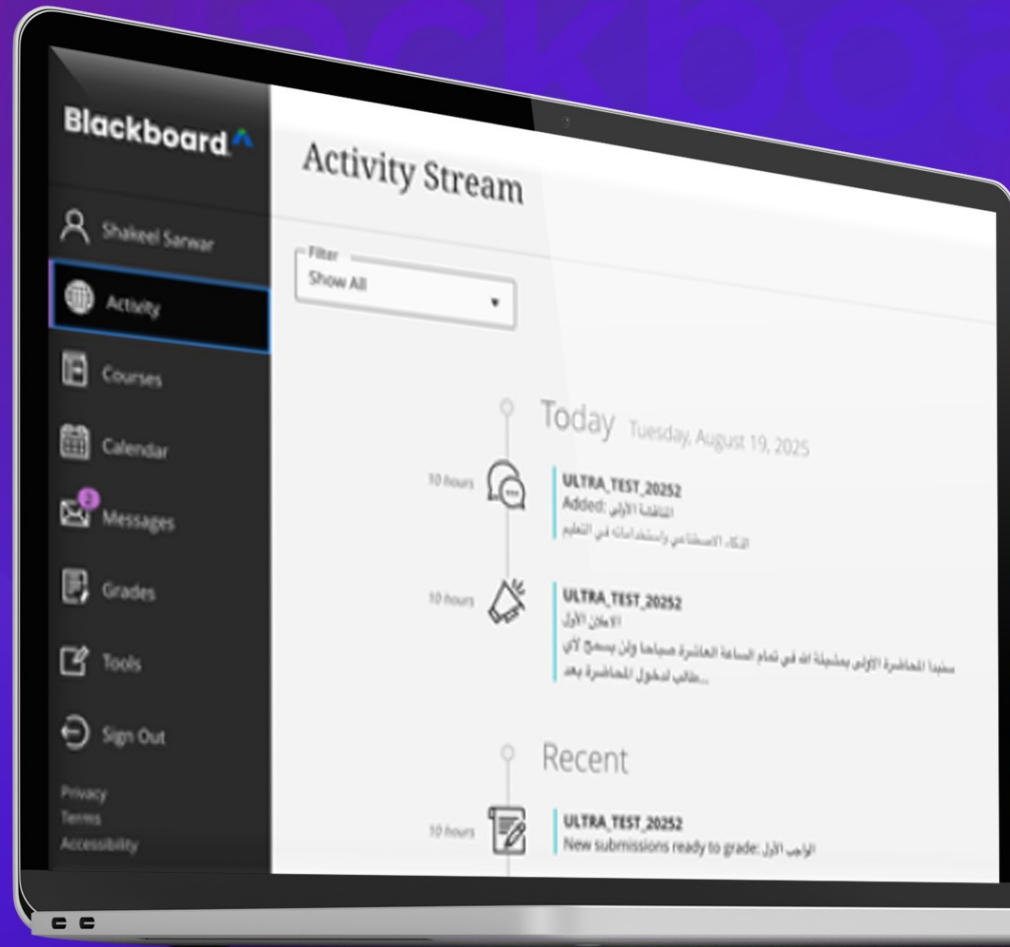 Blackboard
Shakeel Sarwar
Activity
Courses
Calendar
Messages
2
Grades
Tools
Sign Out
Privacy
Terms
Accessibility
Activity Stream
Filter
Show All
Today Tuesday, August 19, 2025
10 hours
ULTRA_TEST_20252
Added: المناقشة الأولى
الذكاء الاصطناعي واستخداماته في التعليم
10 hours
ULTRA_TEST_20252
الاعلان الأول
سنبدا المحاضرة الاولى بمشيئة الله في تمام الساعة العاشرة صباحا ولن يسمح لأي
طالب لدخول المحاضرة بعد...
Recent
10 hours
ULTRA_TEST_20252
New submissions ready to grade: الواجب الأول